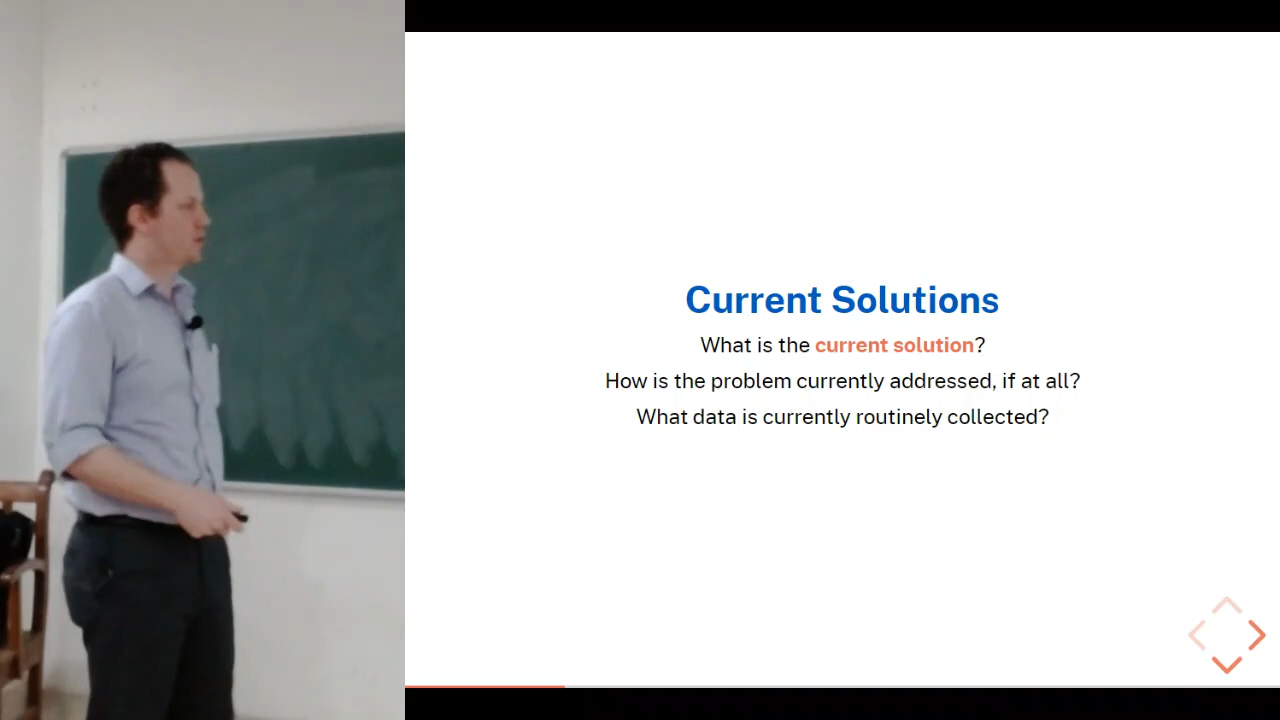 Current Solutions
What is the current solution?
How is the problem currently addressed, if at all?
What data is currently routinely collected?